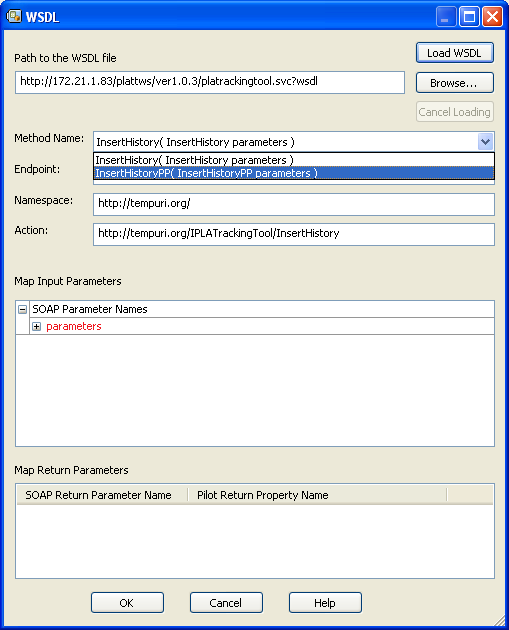 WSDL
Path to the WSDL file
Load WSDL
http://172.21.1.83/plattws/ver1.0.3/platrackingtool.svc?wsdl
Browse...
Cancel Loading
Method Name:
InsertHistory( InsertHistory parameters )
InsertHistory( InsertHistory parameters )
Endpoint:
InsertHistoryPP( InsertHistoryPP parameters )
Namespace:
http://tempuri.org/
Action:
http://tempuri.org/IPLATrackingTool/InsertHistory
Map Input Parameters
SOAP Parameter Names
parameters
Map Return Parameters
SOAP Return Parameter Name Pilot Return Property Name
OK Cancel Help